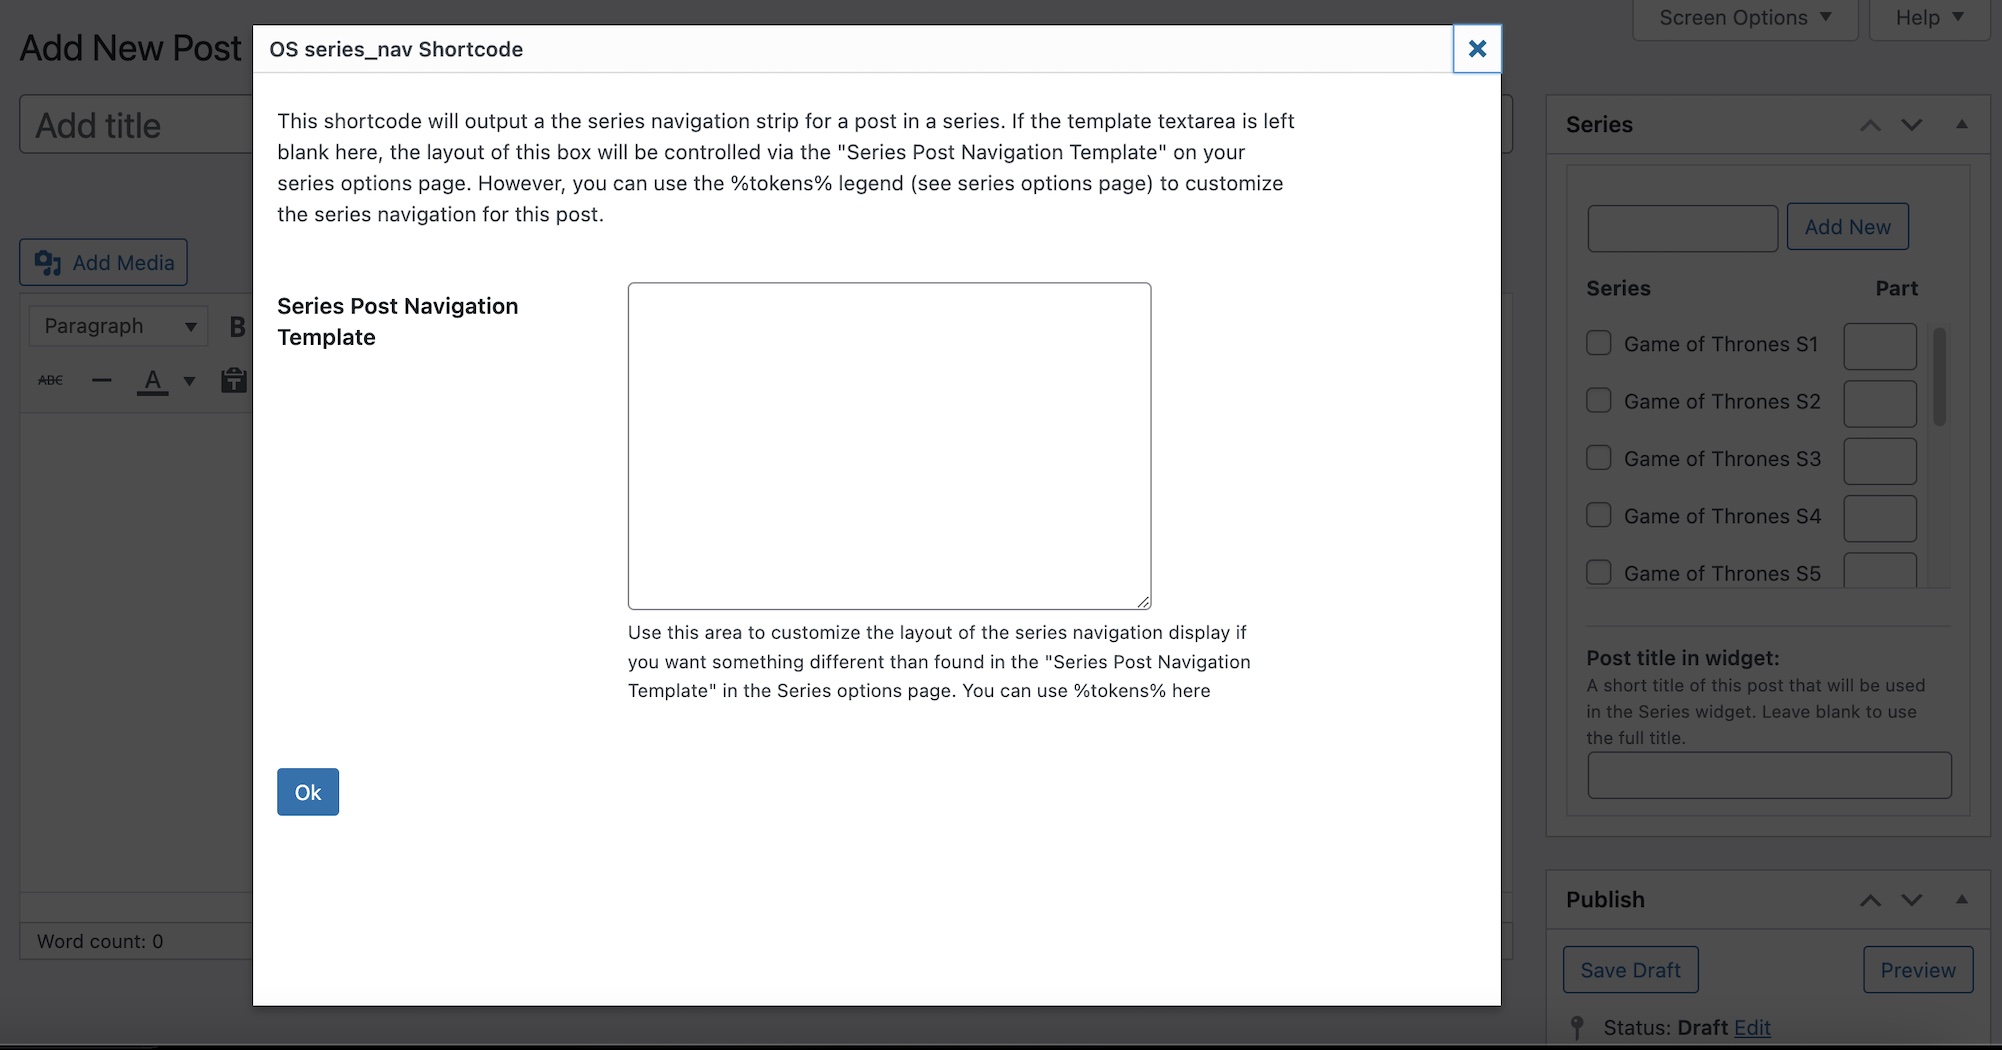 Screen Options
Help
Add New Post
OS series_nav Shortcode
Add title
This shortcode will output a the series navigation strip for a post in a series. If the template textarea is left
blank here, the layout of this box will be controlled via the "Series Post Navigation Template" on your
series options page. However, you can use the %tokens% legend (see series options page) to customize
the series navigation for this post.
Add Media
Paragraph
B
ABC
A
T
Series Post Navigation
Template
Use this area to customize the layout of the series navigation display if
you want something different than found in the "Series Post Navigation
Template" in the Series options page. You can use %tokens% here
Ok
Word count: 0
Series
Add New
Series Part
Game of Thrones S1
Game of Thrones S2
Game of Thrones S3
Game of Thrones S4
Game of Thrones S5
Post title in widget:
A short title of this post that will be used
in the Series widget. Leave blank to use
the full title.
Publish
Save Draft
Preview
Status: Draft Edit